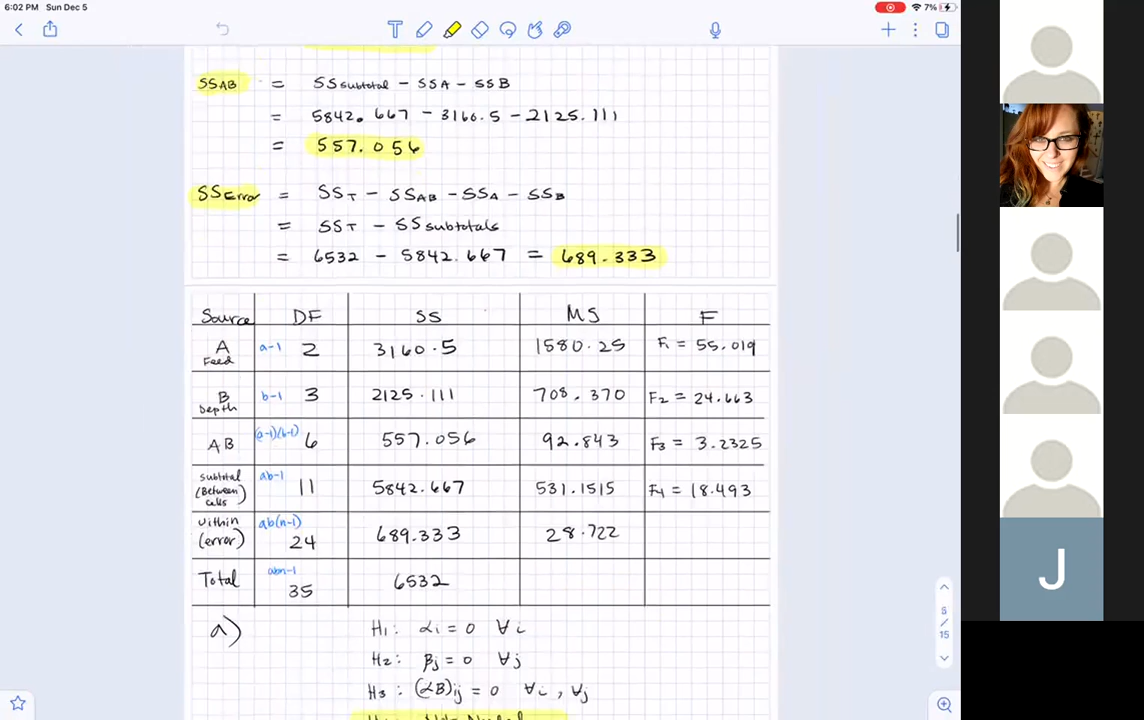 6:02 PM Sun Dec 5
7%
SSAB = SSsubtotal - SSA - SSB
= 5842.667 - 3160.5 - 2125.111
= 557.056
SSError = SST - SSAB - SSA - SSB
= SST - SSsubtotals
= 6532 - 5842.667 = 689.333
Source DF SS MS F
A Feed a-1 2 3160.5 1580.25 F1 = 55.019
B Depth b-1 3 2125.111 708.370 F2 = 24.663
AB (a-1)(b-1) 6 557.056 92.843 F3 = 3.2325
subtotal (Between cells) ab-1 11 5842.667 531.1515 F4 = 18.493
within (error) ab(n-1) 24 689.333 28.722
Total abn-1 35 6532
a) H1: αi = 0 ∀i
H2: βj = 0 ∀j
H3: (αB)ij = 0 ∀i, ∀j
5
/
15
J